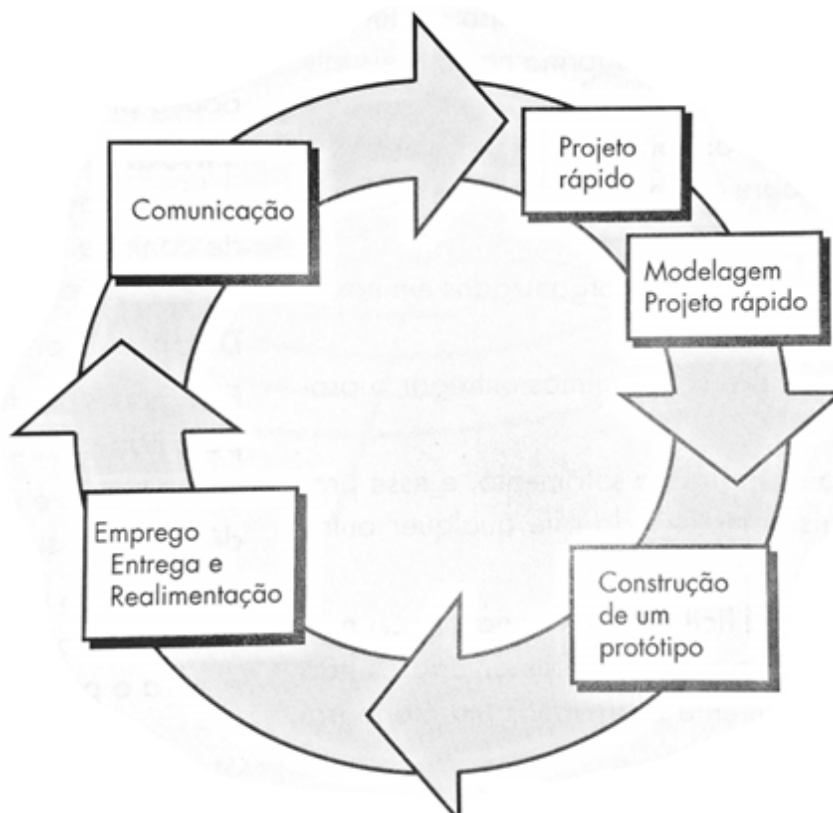 Comunicação
Projeto
rápido
Modelagem
Projeto rápido
Construção
de um
protótipo
Emprego
Entrega e
Realimentação